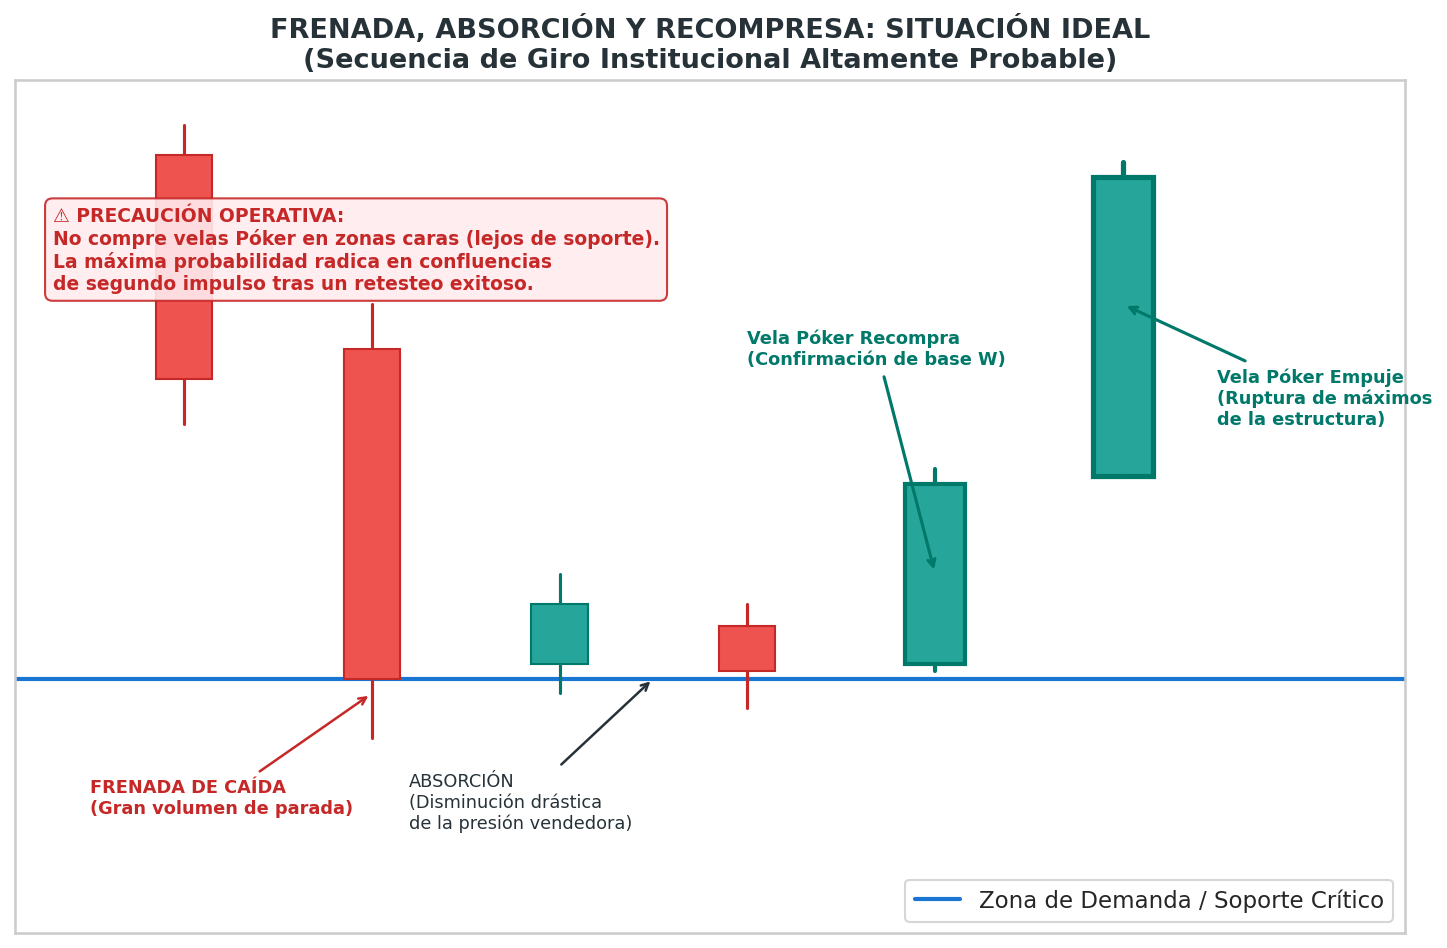 FRENADA, ABSORCIÓN Y RECOMPRESA: SITUACIÓN IDEAL
(Secuencia de Giro Institucional Altamente Probable)
⚠ PRECAUCIÓN OPERATIVA:
No compre velas Póker en zonas caras (lejos de soporte).
La máxima probabilidad radica en confluencias
de segundo impulso tras un retesteo exitoso.
Vela Póker Recompra
(Confirmación de base W)
Vela Póker Empuje
(Ruptura de máximos
de la estructura)
FRENADA DE CAÍDA
(Gran volumen de parada)
ABSORCIÓN
(Disminución drástica
de la presión vendedora)
Zona de Demanda / Soporte Crítico